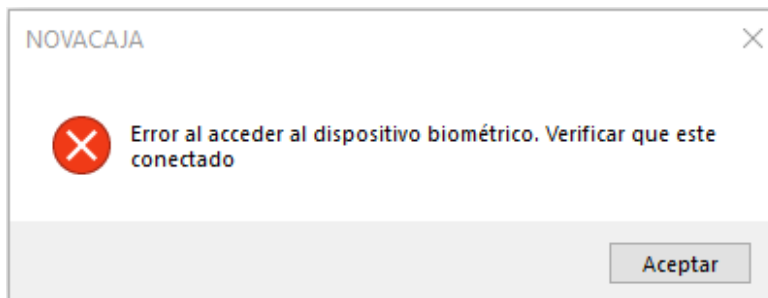 NOVACAJA
Error al acceder al dispositivo biométrico. Verificar que este
conectado
Aceptar